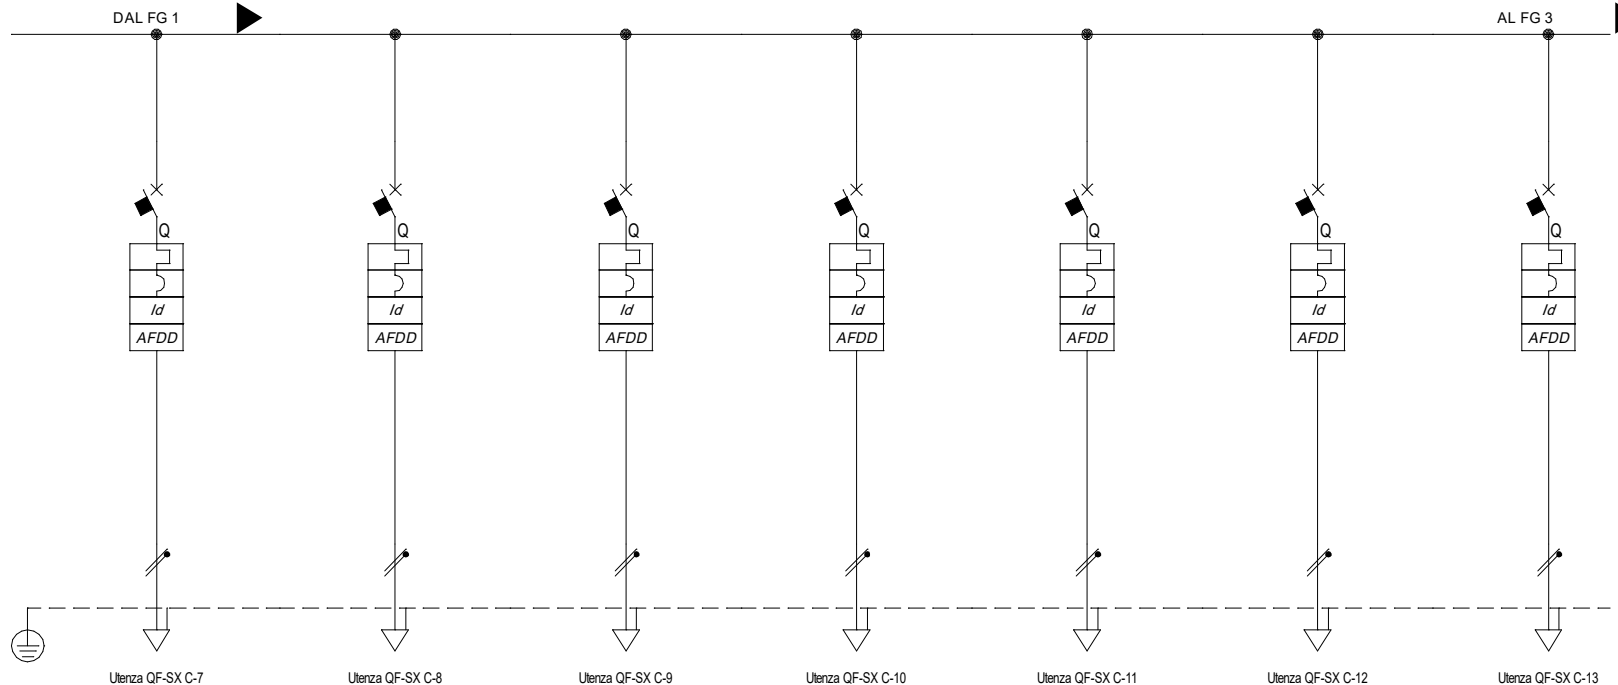 DAL FG 1
AL FG 3
Q Q Q Q Q Q Q
Id Id Id Id Id Id Id
AFDD AFDD AFDD AFDD AFDD AFDD AFDD
Utenza QF-SX C-7 Utenza QF-SX C-8 Utenza QF-SX C-9 Utenza QF-SX C-10 Utenza QF-SX C-11 Utenza QF-SX C-12 Utenza QF-SX C-13